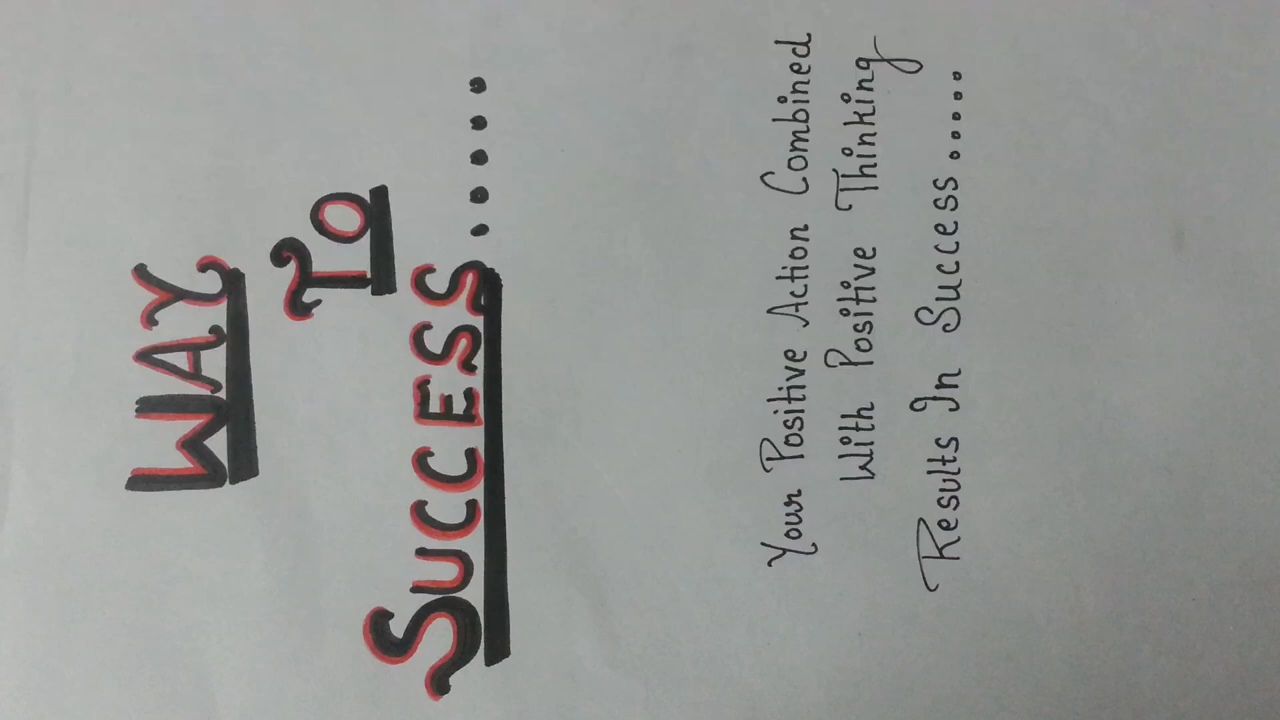 WAY
TO
SUCCESS.....
Your Positive Action Combined
With Positive Thinking
Results In Success.....